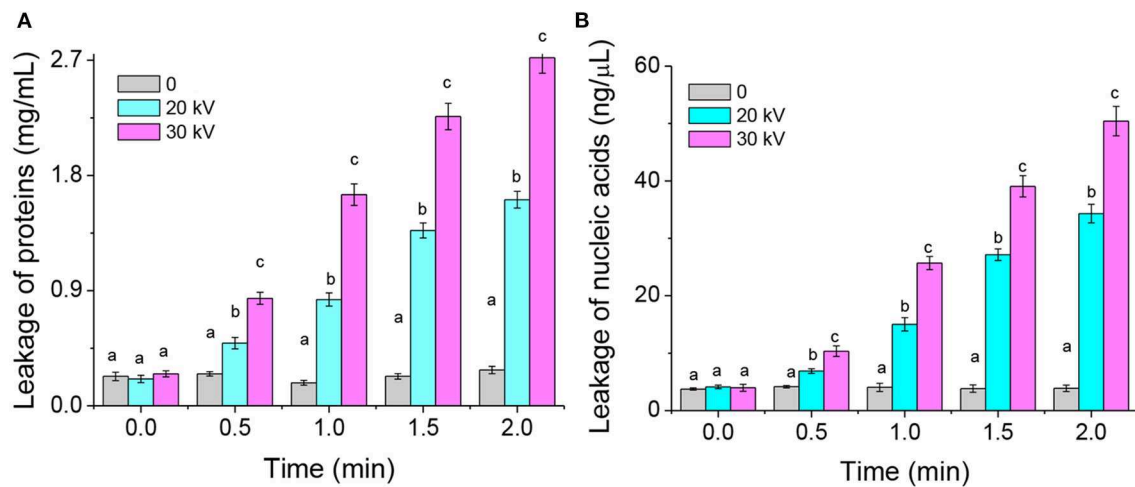 A
Leakage of proteins (mg/mL)
2.7
1.8
0.9
0.0
0
20 kV
30 kV
a a a
a b c
a b c
a b c
a b c
0.0 0.5 1.0 1.5 2.0
Time (min)
B
Leakage of nucleic acids (ng/μL)
60
40
20
0
0
20 kV
30 kV
a a a
a b c
a b c
a b c
a b c
0.0 0.5 1.0 1.5 2.0
Time (min)